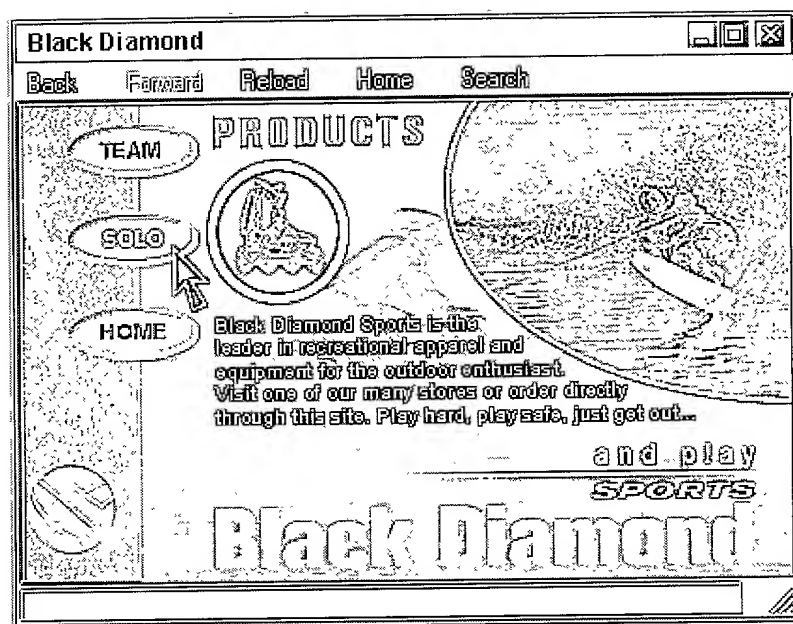 Black Diamond
Back Forward Reload Home Search
PRODUCTS
TEAM
SOLO
HOME
Black Diamond Sports is the
leader in recreational apparel and
equipment for the outdoor enthusiast.
Visit one of our many stores or order directly
through this site. Play hard, play safe, just get out...
and play
SPORTS
Black Diamond